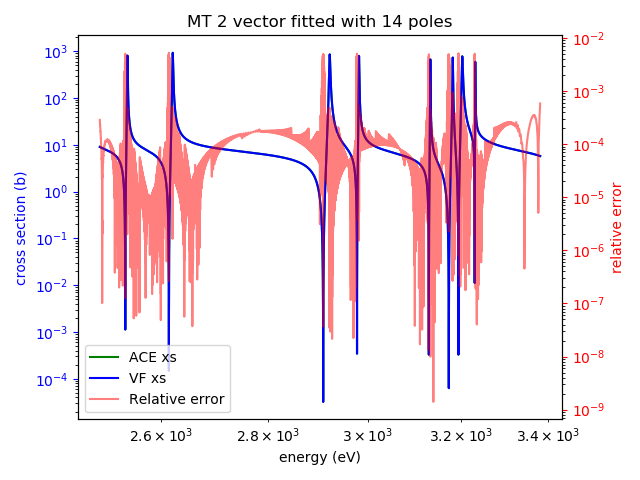 MT 2 vector fitted with 14 poles
cross section (b)
10³
10²
10¹
10⁰
10⁻¹
10⁻²
10⁻³
10⁻⁴
10⁻²
10⁻³
10⁻⁴
10⁻⁵
10⁻⁶
10⁻⁷
10⁻⁸
10⁻⁹
relative error
ACE xs
VF xs
Relative error
2.6 × 10³ 2.8 × 10³ 3 × 10³ 3.2 × 10³ 3.4 × 10³
energy (eV)